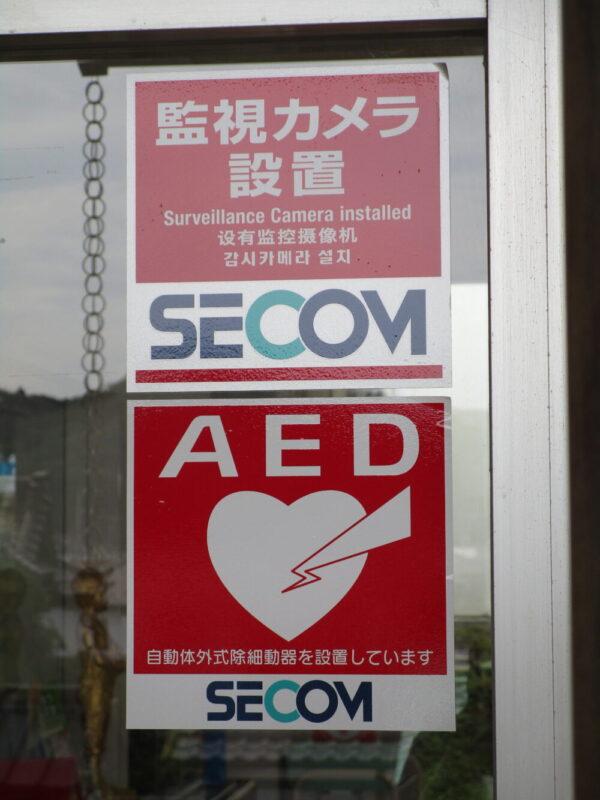 監視カメラ
設置
Surveillance Camera installed
设有监控摄像机
감시카메라 설치
SECOM
AED
自動体外式除細動器を設置しています
SECOM